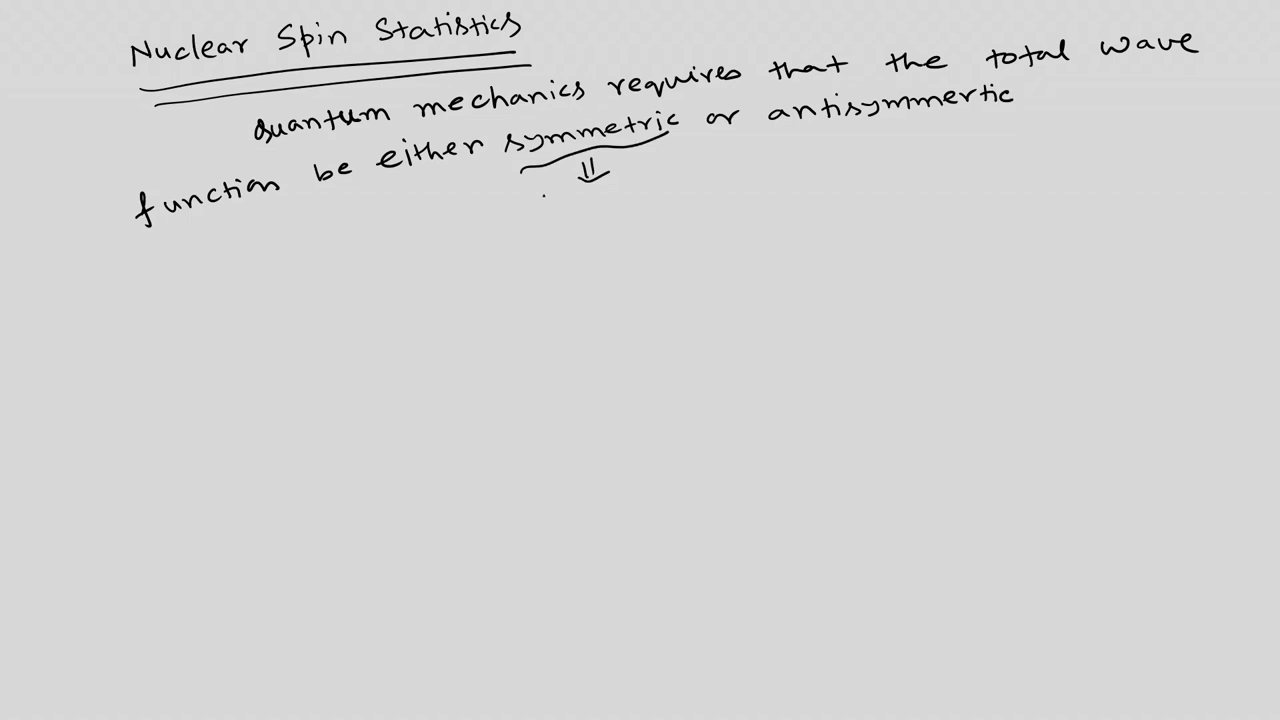 Nuclear Spin Statistics
Quantum mechanics requires that the total wave
function be either symmetric or antisymmertic
⇓